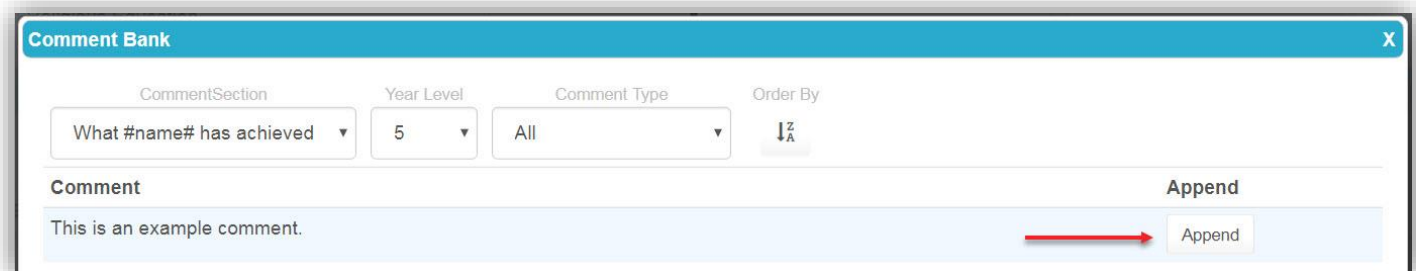 Comment Bank X
CommentSection Year Level Comment Type Order By
What #name# has achieved 5 All Z A
Comment Append
This is an example comment. Append